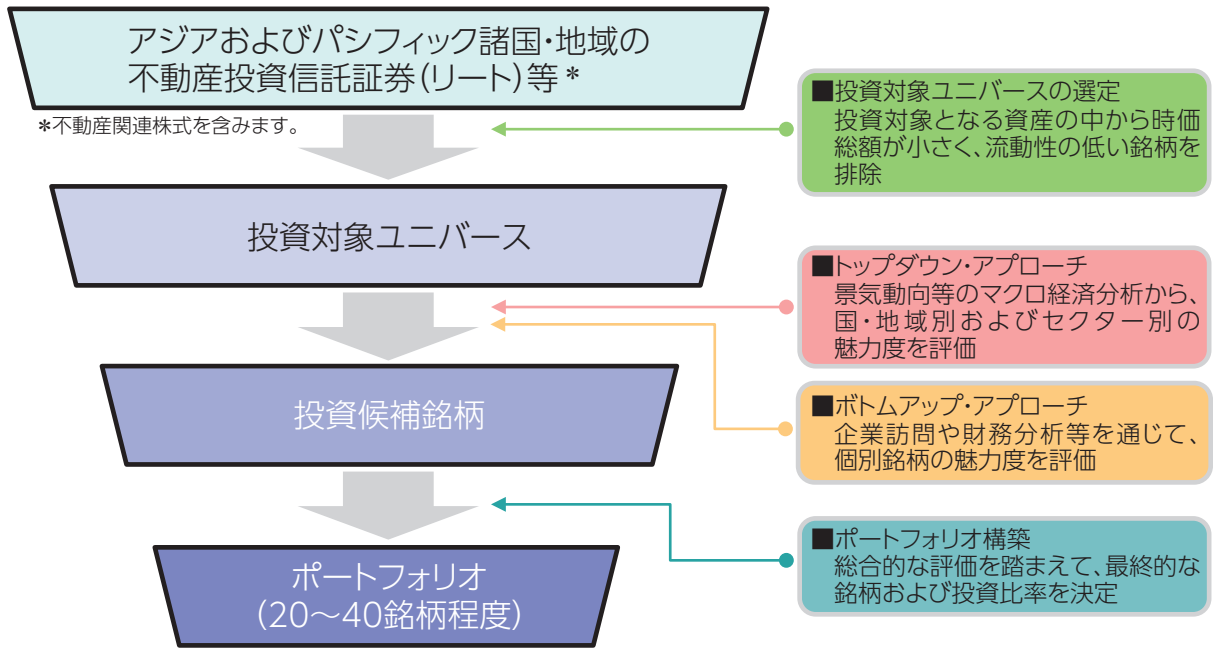 アジアおよびパシフィック諸国・地域の
不動産投資信託証券(リート)等*
*不動産関連株式を含みます。
■投資対象ユニバースの選定
投資対象となる資産の中から時価
総額が小さく、流動性の低い銘柄を
排除
投資対象ユニバース
■トップダウン・アプローチ
景気動向等のマクロ経済分析から、
国・地域別およびセクター別の
魅力度を評価
投資候補銘柄
■ボトムアップ・アプローチ
企業訪問や財務分析等を通じて、
個別銘柄の魅力度を評価
ポートフォリオ
(20〜40銘柄程度)
■ポートフォリオ構築
総合的な評価を踏まえて、最終的な
銘柄および投資比率を決定